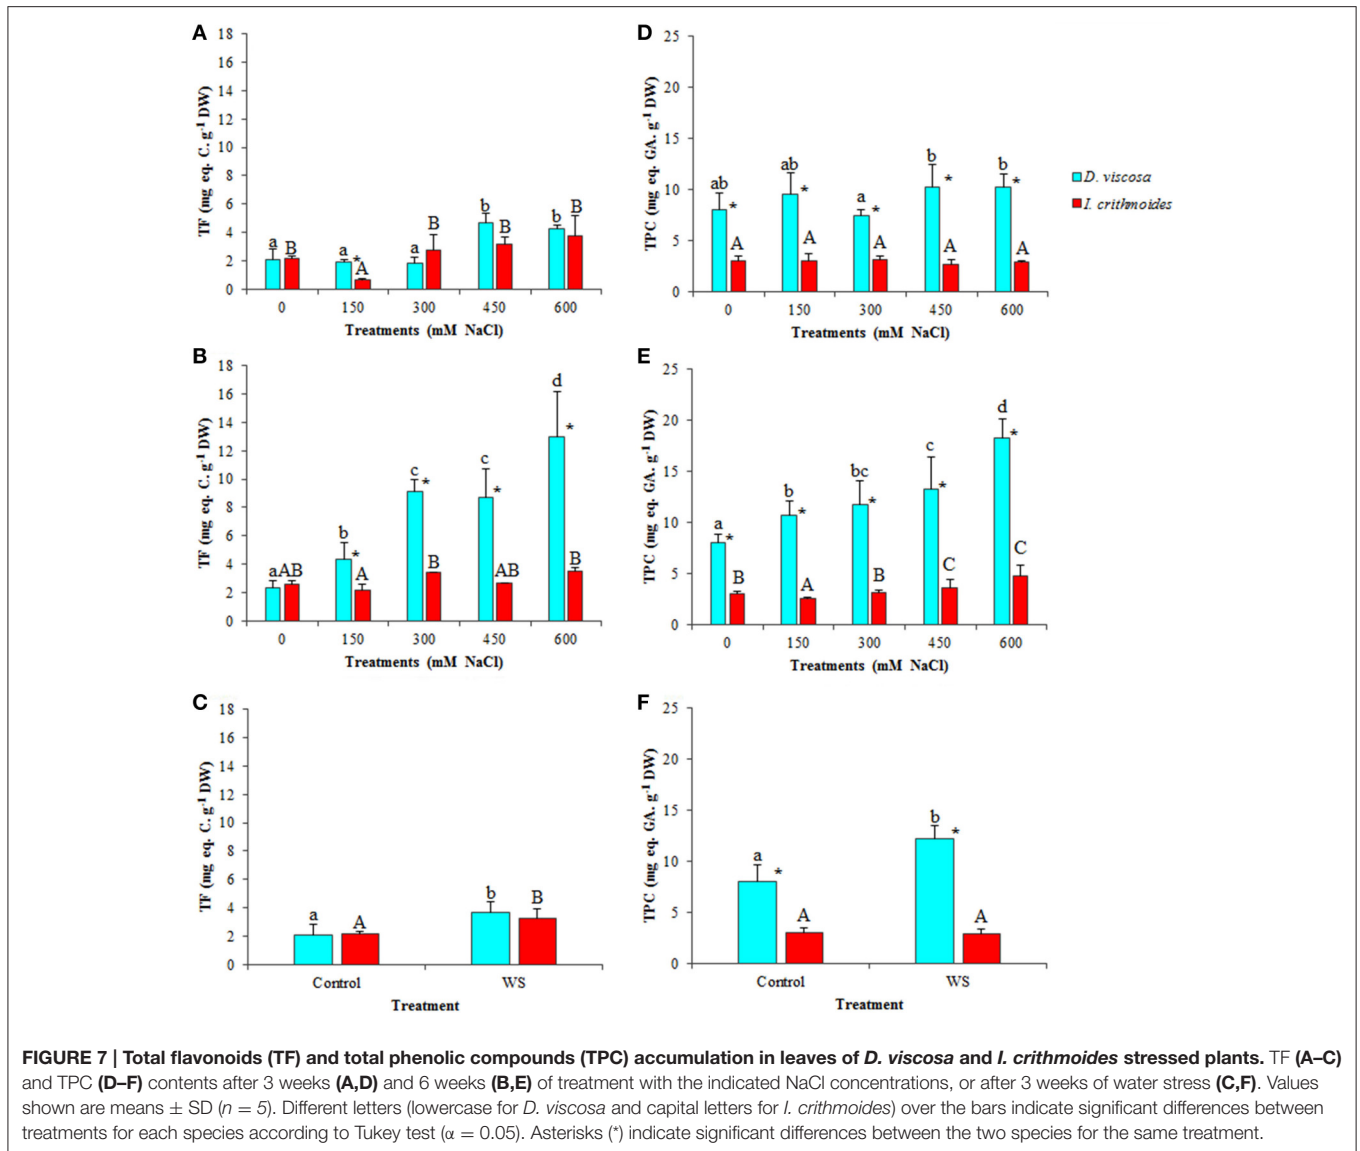 A
TF (mg eq. C. g-1 DW)
18
16
14
12
10
8
6
4
2
0
a B
a * A
a B
b B
b B
0 150 300 450 600
Treatments (mM NaCl)
D
TPC (mg eq. GA. g-1 DW)
25
20
15
10
5
0
ab * A
ab * A
a * A
b * A
b * A
0 150 300 450 600
Treatments (mM NaCl)
D. viscosa
I. crithmoides
B
TF (mg eq. C. g-1 DW)
18
16
14
12
10
8
6
4
2
0
a AB
b * A
c * B
c * AB
d * B
0 150 300 450 600
Treatments (mM NaCl)
E
TPC (mg eq. GA. g-1 DW)
25
20
15
10
5
0
a * B
b * A
bc * B
c * C
d * C
0 150 300 450 600
Treatments (mM NaCl)
C
TF (mg eq. C. g-1 DW)
18
16
14
12
10
8
6
4
2
0
a A
b B
Control WS
Treatment
F
TPC (mg eq. GA. g-1 DW)
25
20
15
10
5
0
a * A
b * A
Control WS
Treatment
FIGURE 7 | Total flavonoids (TF) and total phenolic compounds (TPC) accumulation in leaves of D. viscosa and I. crithmoides stressed plants. TF (A–C)
and TPC (D–F) contents after 3 weeks (A,D) and 6 weeks (B,E) of treatment with the indicated NaCl concentrations, or after 3 weeks of water stress (C,F). Values
shown are means ± SD (n = 5). Different letters (lowercase for D. viscosa and capital letters for I. crithmoides) over the bars indicate significant differences between
treatments for each species according to Tukey test (α = 0.05). Asterisks (*) indicate significant differences between the two species for the same treatment.